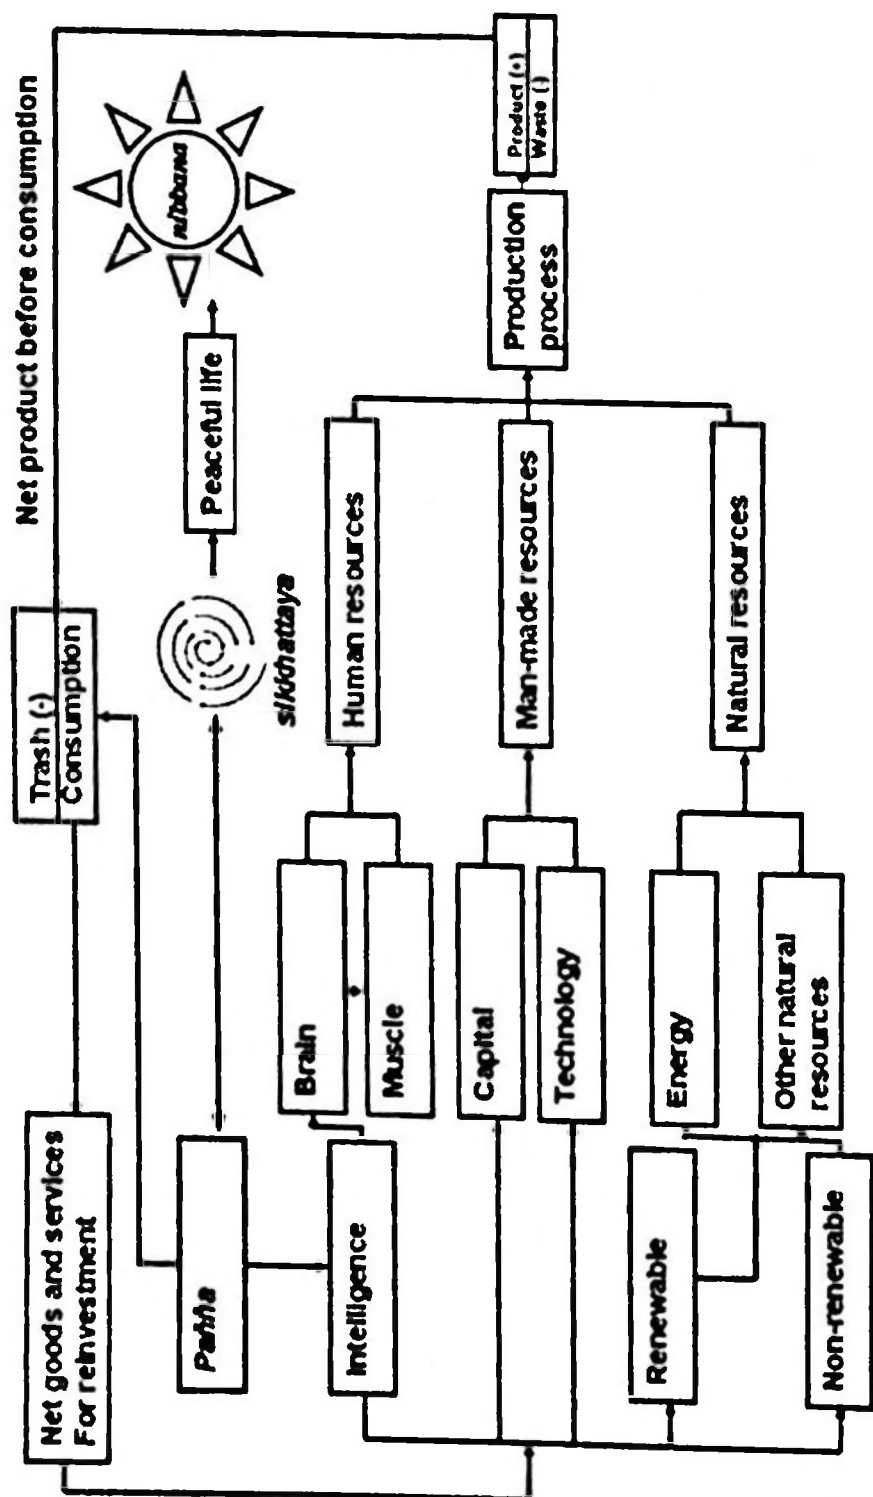 Net goods and services
For reinvestment
Trash (-)
Consumption
Net product before consumption
Pañña
sikkhattaya
Peaceful life
nibbana
Intelligence
Brain
Muscle
Human resources
Capital
Technology
Man-made resources
Renewable
Non-renewable
Energy
Other natural
resources
Natural resources
Production
process
Product (+)
Waste (-)